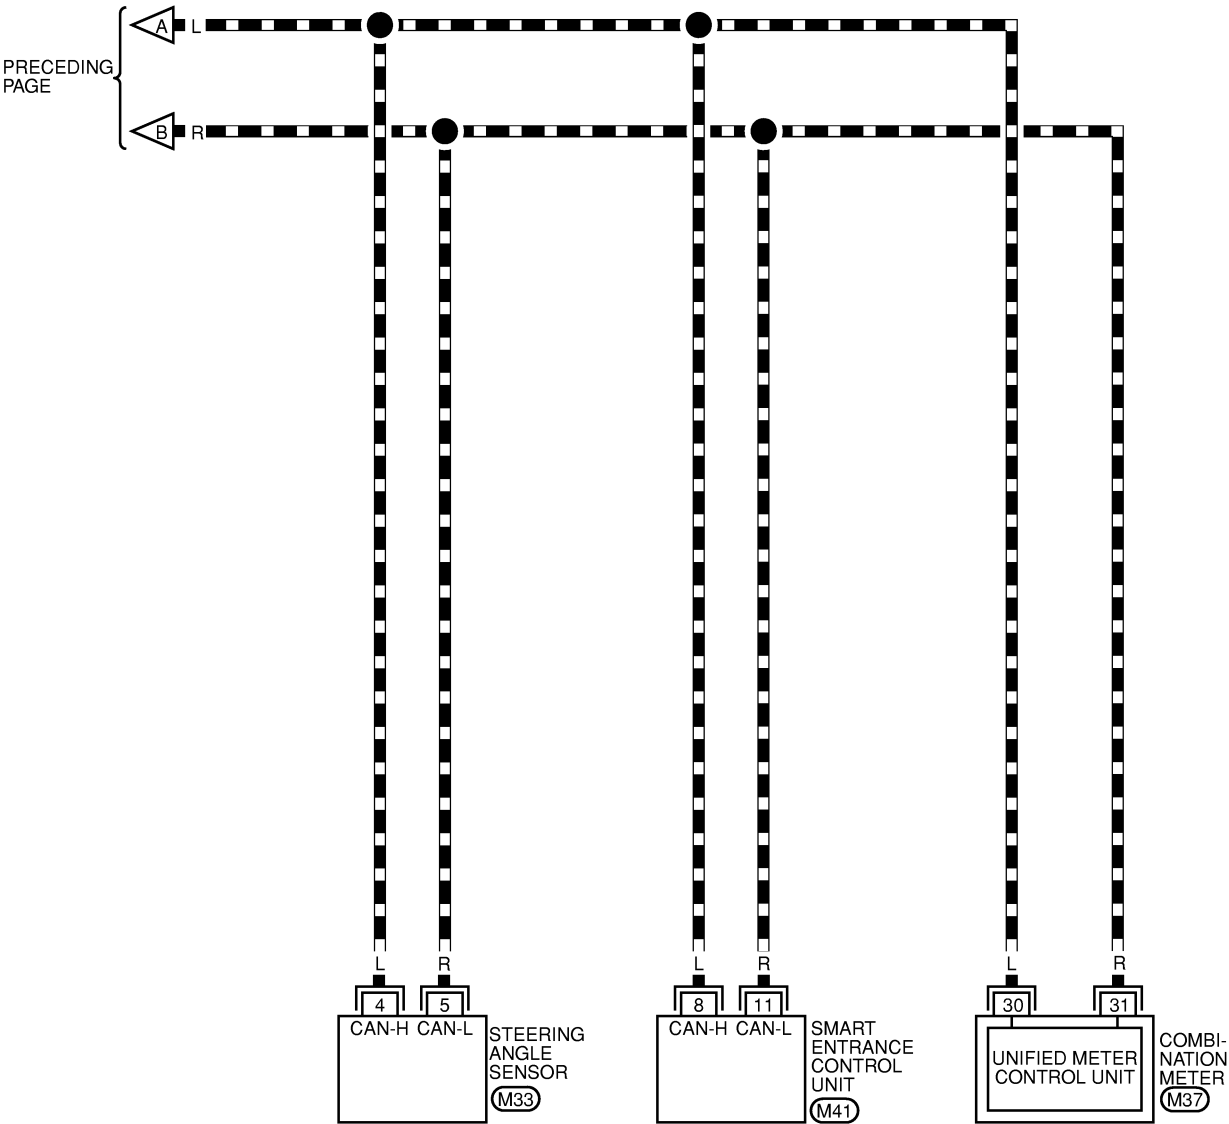 A L
PRECEDING
PAGE
B R
L R L R L R
4 5 8 11 30 31
CAN-H CAN-L
STEERING
ANGLE
SENSOR
M33
CAN-H CAN-L
SMART
ENTRANCE
CONTROL
UNIT
M41
UNIFIED METER
CONTROL UNIT
COMBI-
NATION
METER
M37